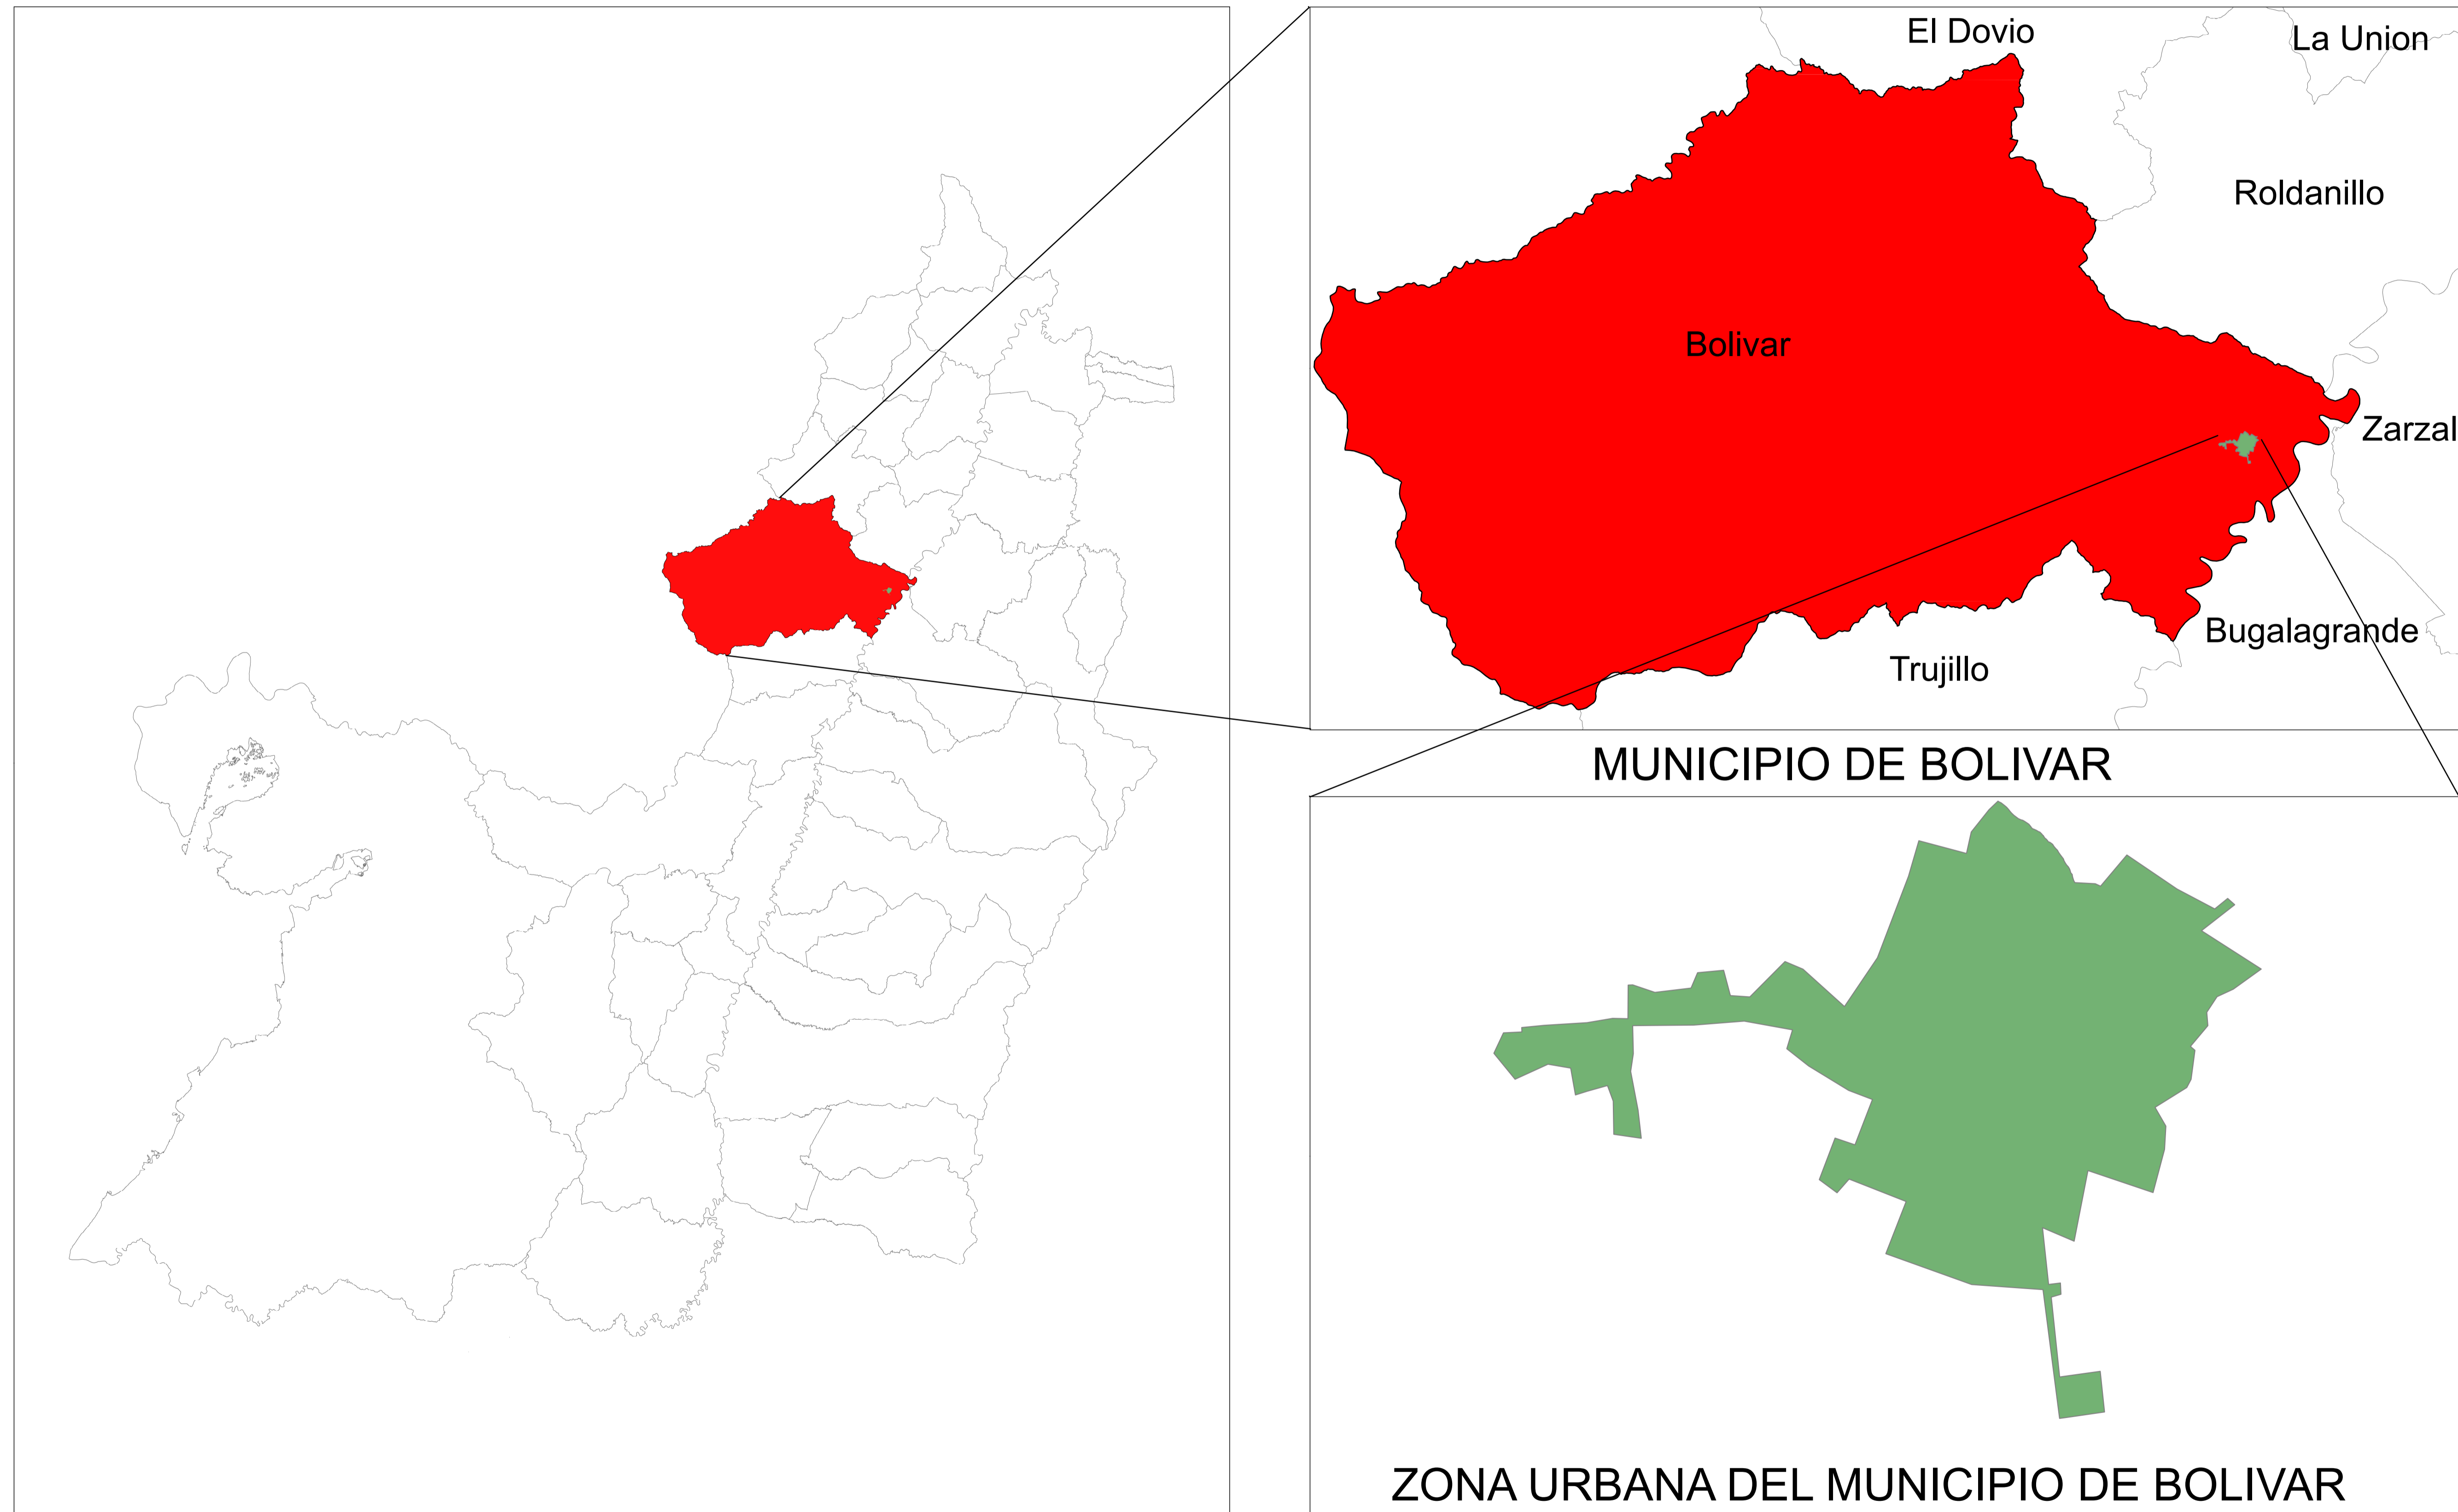 El Dovio
La Union
Roldanillo
Bolivar
Zarzal
Bugalagrande
Trujillo
MUNICIPIO DE BOLIVAR
ZONA URBANA DEL MUNICIPIO DE BOLIVAR